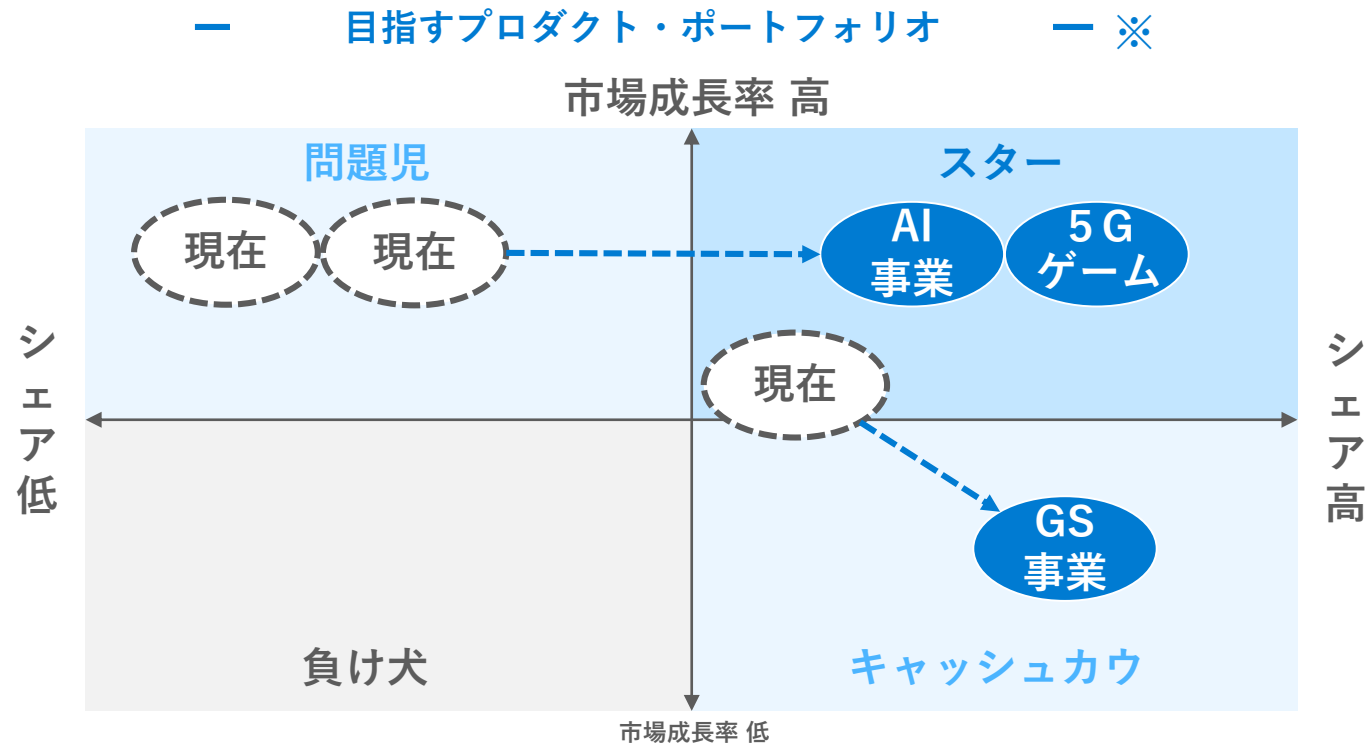 目指すプロダクト・ポートフォリオ ※
市場成長率 高
問題児
スター
現在
現在
AI
事業
5G
ゲーム
シェア低
現在
シェア高
GS
事業
負け犬
キャッシュカウ
市場成長率 低